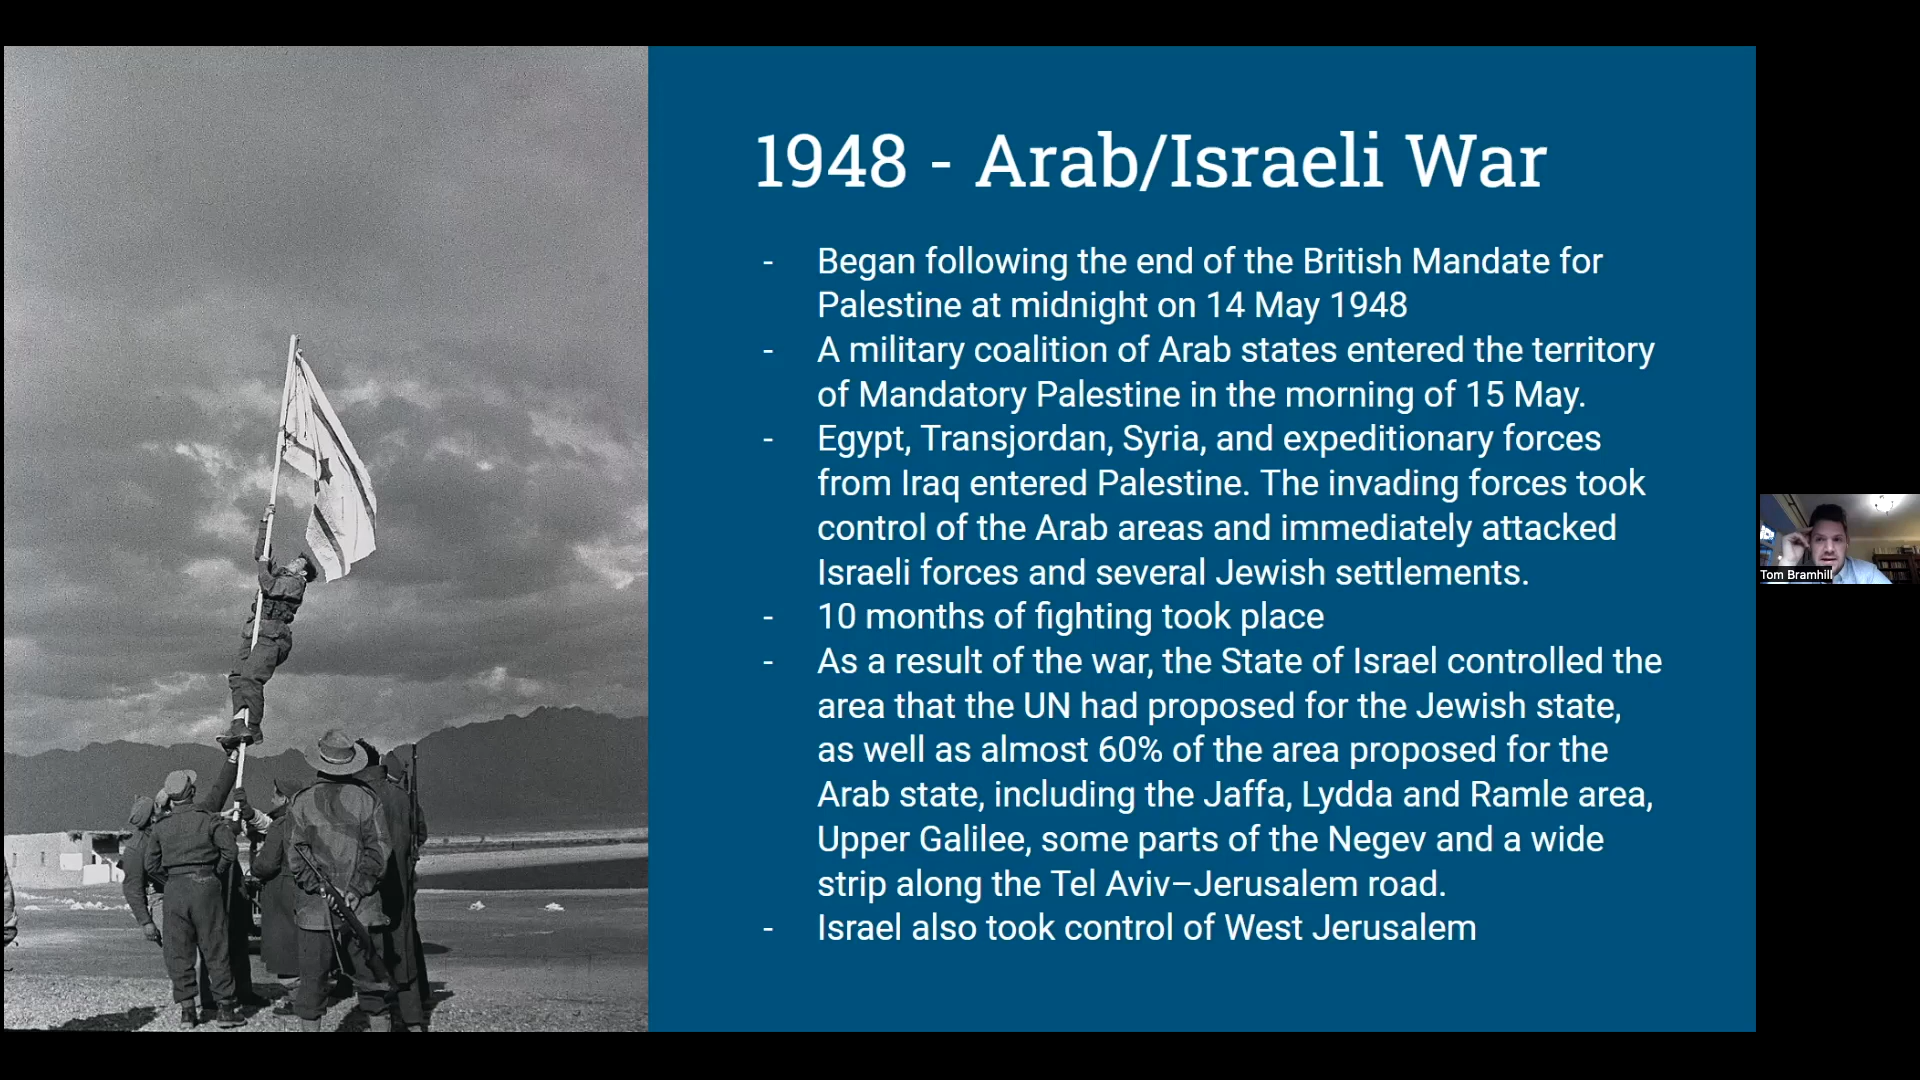 1948 - Arab/Israeli War
- Began following the end of the British Mandate for
Palestine at midnight on 14 May 1948
- A military coalition of Arab states entered the territory
of Mandatory Palestine in the morning of 15 May.
- Egypt, Transjordan, Syria, and expeditionary forces
from Iraq entered Palestine. The invading forces took
control of the Arab areas and immediately attacked
Israeli forces and several Jewish settlements.
- 10 months of fighting took place
- As a result of the war, the State of Israel controlled the
area that the UN had proposed for the Jewish state,
as well as almost 60% of the area proposed for the
Arab state, including the Jaffa, Lydda and Ramle area,
Upper Galilee, some parts of the Negev and a wide
strip along the Tel Aviv–Jerusalem road.
- Israel also took control of West Jerusalem
Tom Bramhill